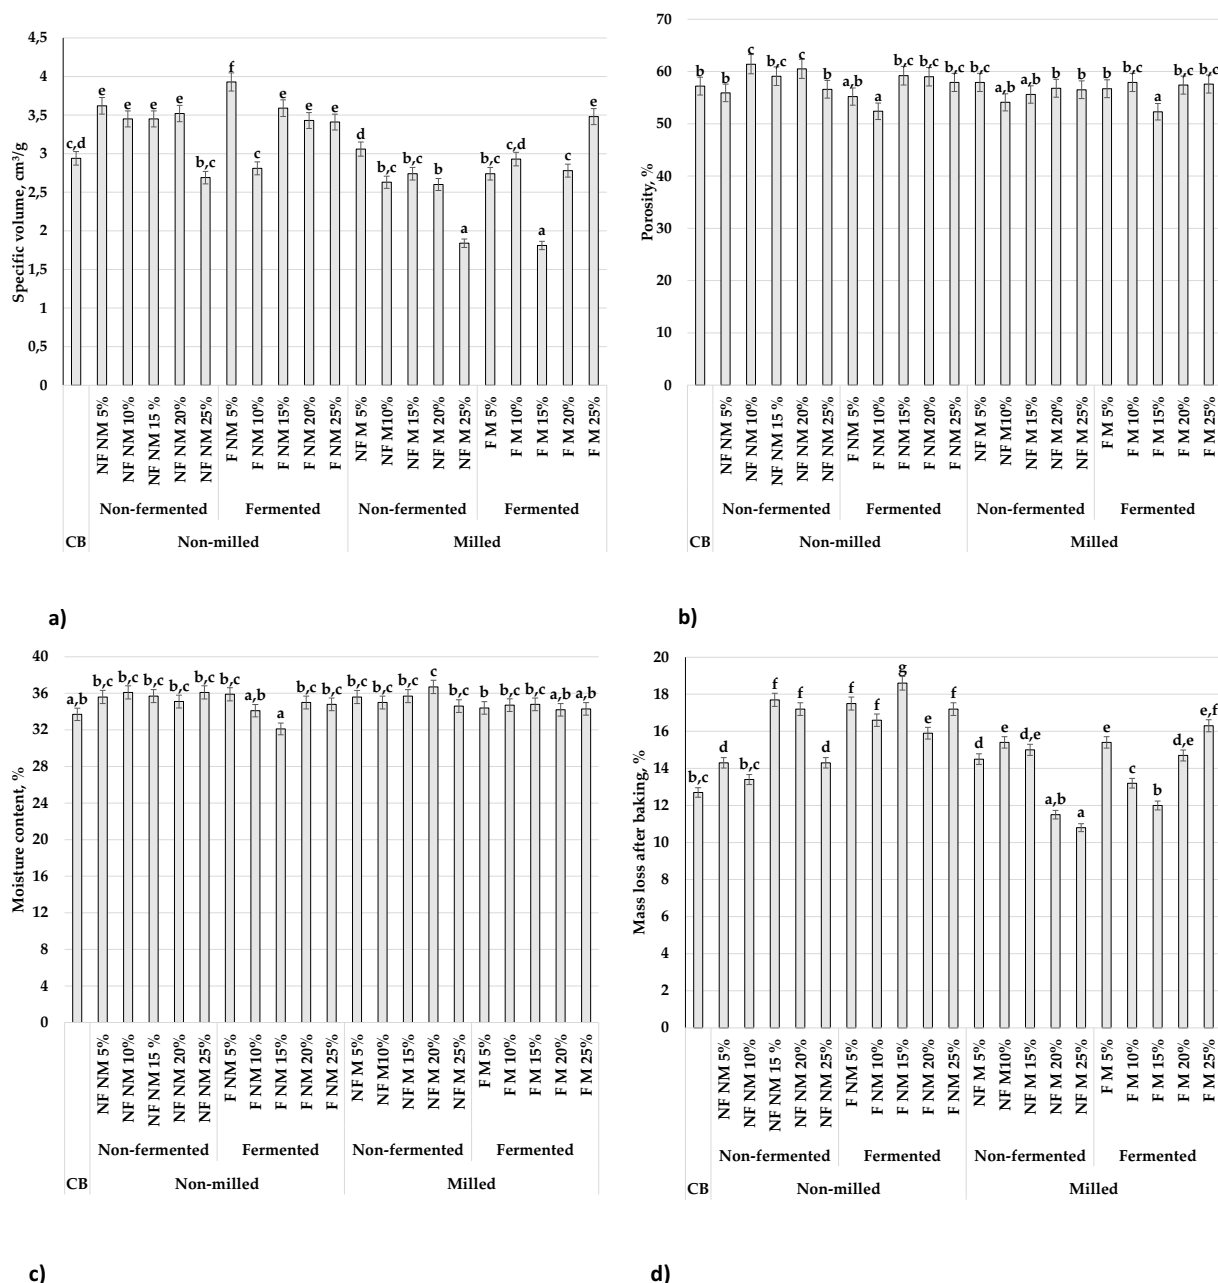 4,5
4
3,5
3
2,5
2
1,5
1
0,5
0
Specific volume, cm³/g
c,d
e
e
e
e
b,c
f
c
e
e
e
d
b,c
b,c
b
a
b,c
c,d
a
c
e
NF NM 5%
NF NM 10%
NF NM 15 %
NF NM 20%
NF NM 25%
F NM 5%
F NM 10%
F NM 15%
F NM 20%
F NM 25%
NF M 5%
NF M10%
NF M 15%
NF M 20%
NF M 25%
F M 5%
F M 10%
F M 15%
F M 20%
F M 25%
Non-fermented Fermented Non-fermented Fermented
CB Non-milled Milled
a)
70
60
50
40
30
20
10
0
Porosity, %
b
b
c
b,c
c
b
a,b
a
b,c
b,c
b,c
b
a,b
a,b
b
b
b
b,c
a
b,c
b,c
NF NM 5%
NF NM 10%
NF NM 15 %
NF NM 20%
NF NM 25%
F NM 5%
F NM 10%
F NM 15%
F NM 20%
F NM 25%
NF M 5%
NF M10%
NF M 15%
NF M 20%
NF M 25%
F M 5%
F M 10%
F M 15%
F M 20%
F M 25%
Non-fermented Fermented Non-fermented Fermented
CB Non-milled Milled
b)
40
36
32
28
24
20
16
12
8
4
0
Moisture content, %
a,b
b,c
b,c
b,c
b,c
b,c
b,c
a,b
a
b,c
b,c
b,c
b,c
b,c
c
b,c
b
b,c
b,c
a,b
a,b
NF NM 5%
NF NM 10%
NF NM 15 %
NF NM 20%
NF NM 25%
F NM 5%
F NM 10%
F NM 15%
F NM 20%
F NM 25%
NF M 5%
NF M10%
NF M 15%
NF M 20%
NF M 25%
F M 5%
F M 10%
F M 15%
F M 20%
F M 25%
Non-fermented Fermented Non-fermented Fermented
CB Non-milled Milled
c)
20
18
16
14
12
10
8
6
4
2
0
Mass loss after baking, %
b,c
d
b,c
f
f
d
f
f
g
e
f
d
e
d,e
a,b
a
e
c
b
d,e
e,f
NF NM 5%
NF NM 10%
NF NM 15 %
NF NM 20%
NF NM 25%
F NM 5%
F NM 10%
F NM 15%
F NM 20%
F NM 25%
NF M 5%
NF M10%
NF M 15%
NF M 20%
NF M 25%
F M 5%
F M 10%
F M 15%
F M 20%
F M 25%
Non-fermented Fermented Non-fermented Fermented
CB Non-milled Milled
d)